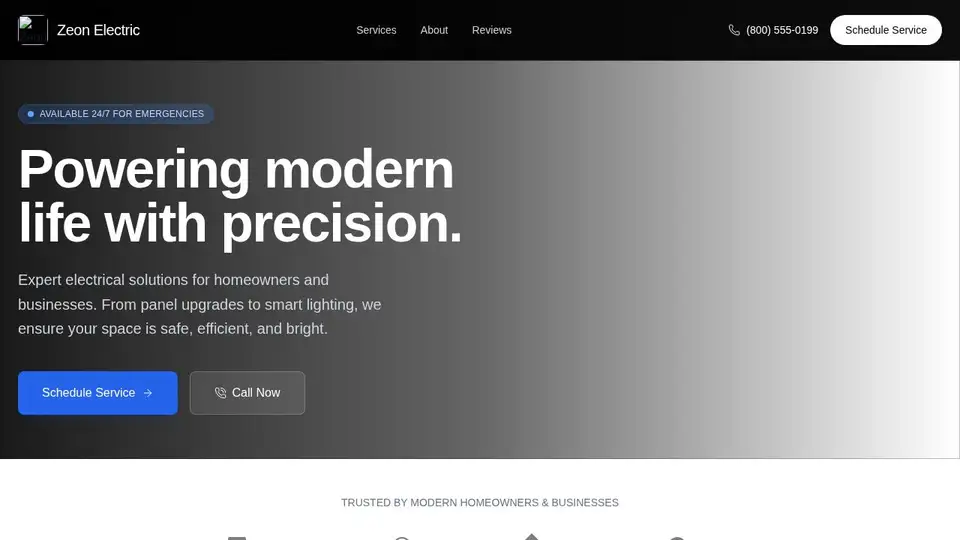 Zeon Electric
Services
About
Reviews
(800) 555-0199
Schedule Service
AVAILABLE 24/7 FOR EMERGENCIES
Powering modern
life with precision.
Expert electrical solutions for homeowners and
businesses. From panel upgrades to smart lighting, we
ensure your space is safe, efficient, and bright.
Schedule Service
Call Now
TRUSTED BY MODERN HOMEOWNERS & BUSINESSES